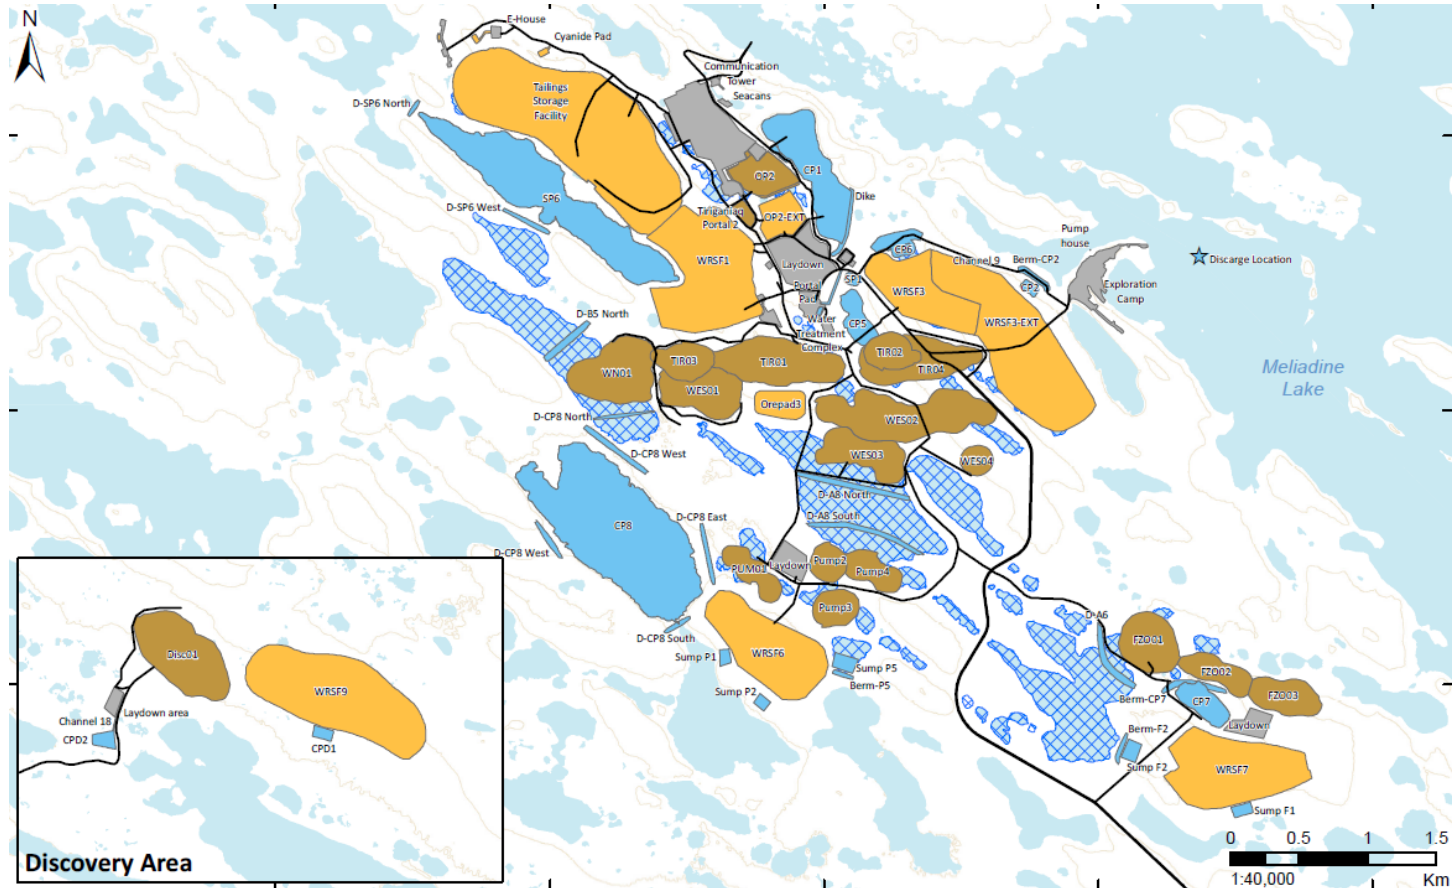 N
E-House
Cyanide Pad
Communication
Tower
Seacans
Tailings
Storage
Facility
D-SP6 North
OP2
CP1
Dike
SP6
D-SP6 West
Tiriganiaq
Portal 2
OP2-EXT
Pump
house
CP6
Channel 9
Berm-CP2
Discarge Location
WRSF1
Laydown
SP1
CP2
Exploration
Camp
Portal
Pad
WRSF3
D-B5 North
Water
Treatment
Complex
CP5
WRSF3-EXT
TIR03
TIR01
TIR02
TIR04
WN01
WES01
Meliadine
Lake
Orepad3
D-CP8 North
WES02
D-CP8 West
WES03
WES04
D-A8 North
D-A8 South
CP8
D-CP8 East
D-CP8 West
PUM01
Laydown
Pump2
Pump4
Pump3
D-A6
D-CP8 South
FZO01
Sump P1
WRSF6
Sump P5
Berm-P5
FZO02
FZO03
Sump P2
Berm-CP7
CP7
Laydown
Berm-F2
Sump F2
WRSF7
Sump F1
Disc01
WRSF9
Laydown area
Channel 18
CPD2
CPD1
Discovery Area
0 0.5 1 1.5
1:40,000 Km